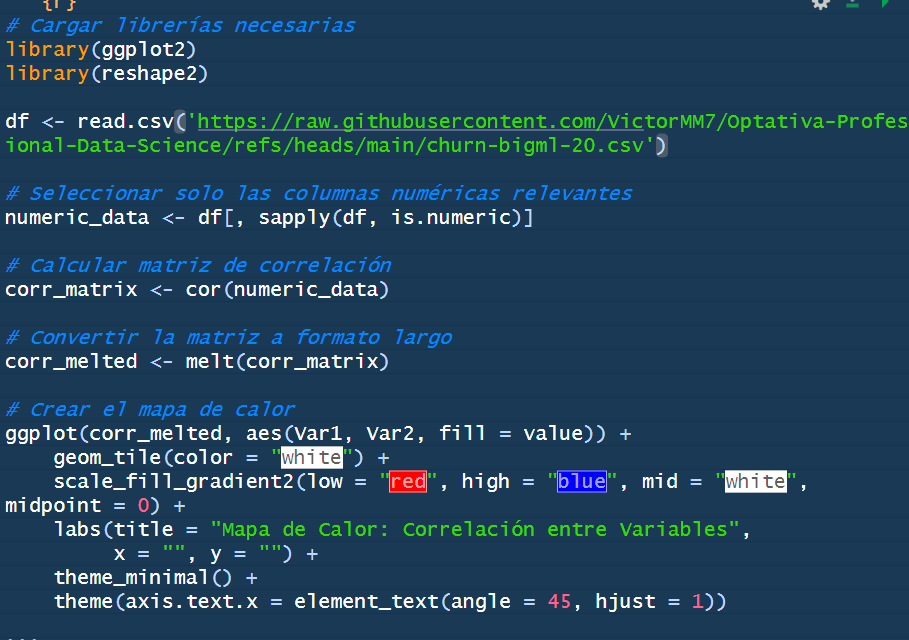 {r}
# Cargar librerías necesarias
library(ggplot2)
library(reshape2)
df <- read.csv('https://raw.githubusercontent.com/VictorMM7/Optativa-Profes
ional-Data-Science/refs/heads/main/churn-bigml-20.csv')
# Seleccionar solo las columnas numéricas relevantes
numeric_data <- df[, sapply(df, is.numeric)]
# Calcular matriz de correlación
corr_matrix <- cor(numeric_data)
# Convertir la matriz a formato largo
corr_melted <- melt(corr_matrix)
# Crear el mapa de calor
ggplot(corr_melted, aes(Var1, Var2, fill = value)) +
    geom_tile(color = "white") +
    scale_fill_gradient2(low = "red", high = "blue", mid = "white",
midpoint = 0) +
    labs(title = "Mapa de Calor: Correlación entre Variables",
         x = "", y = "") +
    theme_minimal() +
    theme(axis.text.x = element_text(angle = 45, hjust = 1))